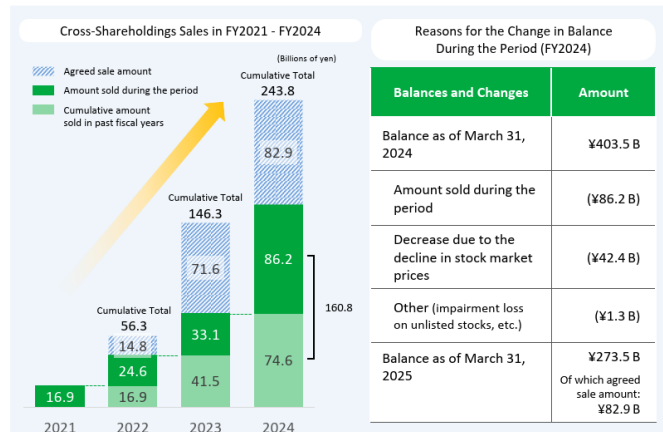 Cross-Shareholdings Sales in FY2021 - FY2024
(Billions of yen)
Agreed sale amount
Amount sold during the period
Cumulative amount
sold in past fiscal years
Cumulative Total
243.8
82.9
86.2
74.6
160.8
Cumulative Total
146.3
71.6
33.1
41.5
Cumulative Total
56.3
14.8
24.6
16.9
16.9
2021
2022
2023
2024
Reasons for the Change in Balance
During the Period (FY2024)
Balances and Changes
Amount
Balance as of March 31,
2024
¥403.5 B
Amount sold during the
period
(¥86.2 B)
Decrease due to the
decline in stock market
prices
(¥42.4 B)
Other (impairment loss
on unlisted stocks, etc.)
(¥1.3 B)
Balance as of March 31,
2025
¥273.5 B
Of which agreed
sale amount:
¥82.9 B